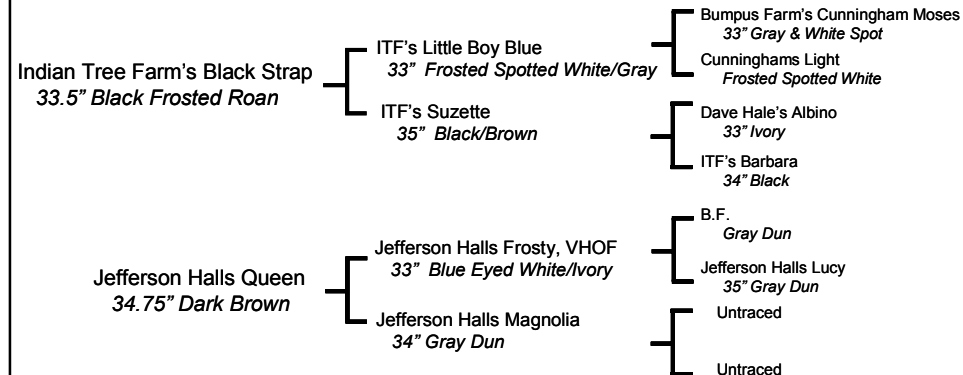 Indian Tree Farm's Black Strap
33.5” Black Frosted Roan
ITF's Little Boy Blue
33” Frosted Spotted White/Gray
Bumpus Farm's Cunningham Moses
33” Gray & White Spot
Cunninghams Light
Frosted Spotted White
ITF's Suzette
35” Black/Brown
Dave Hale's Albino
33” Ivory
ITF's Barbara
34” Black
Jefferson Halls Queen
34.75” Dark Brown
Jefferson Halls Frosty, VHOF
33” Blue Eyed White/Ivory
B.F.
Gray Dun
Jefferson Halls Lucy
35” Gray Dun
Jefferson Halls Magnolia
34” Gray Dun
Untraced
Untraced